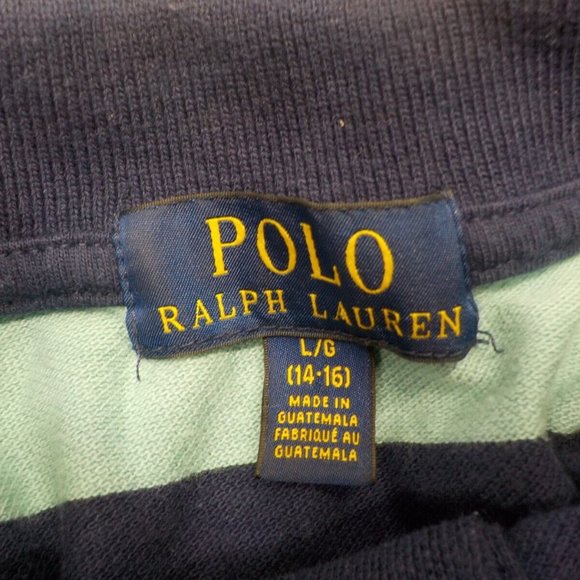 POLO
RALPH LAUREN
L/G
(14·16)
MADE IN
GUATEMALA
FABRIQUÉ AU
GUATEMALA